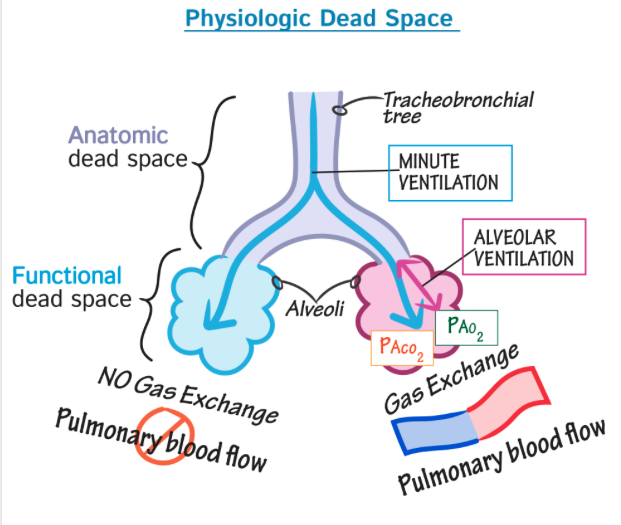 Physiologic Dead Space
Tracheobronchial
tree
Anatomic
dead space
MINUTE
VENTILATION
ALVEOLAR
VENTILATION
Functional
dead space
Alveoli
PAO2
PACO2
NO Gas Exchange
Pulmonary blood flow
Gas Exchange
Pulmonary blood flow